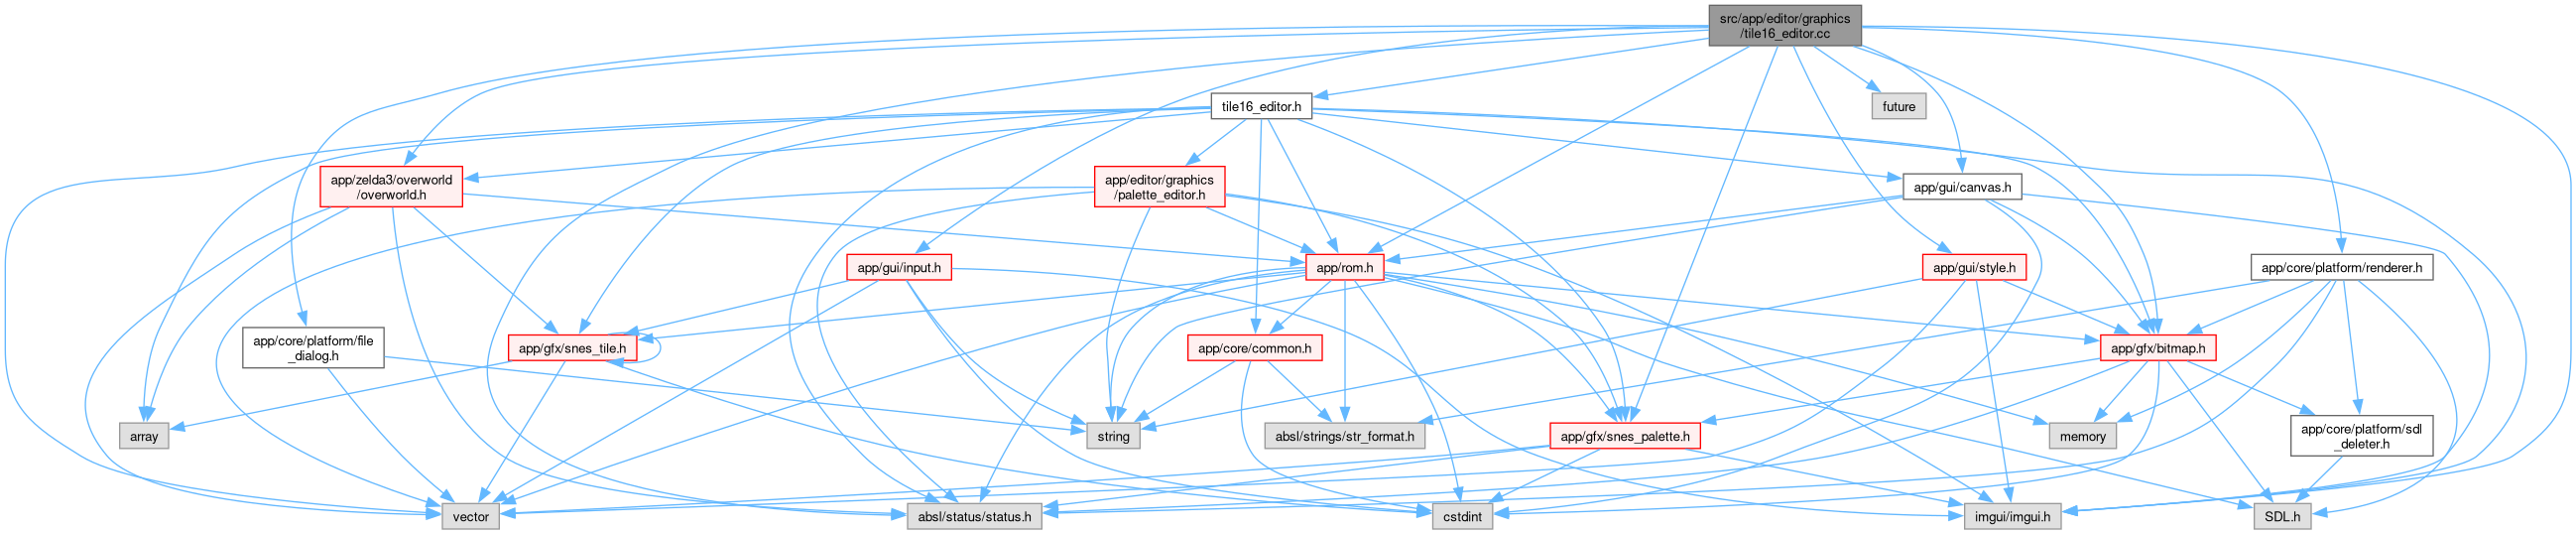 src/app/editor/graphics
/tile16_editor.cc
tile16_editor.h
future
app/zelda3/overworld
/overworld.h
app/editor/graphics
/palette_editor.h
app/gui/canvas.h
app/gui/input.h
app/rom.h
app/gui/style.h
app/core/platform/renderer.h
app/core/platform/file
_dialog.h
app/gfx/snes_tile.h
app/core/common.h
app/gfx/bitmap.h
array
string
absl/strings/str_format.h
app/gfx/snes_palette.h
memory
app/core/platform/sdl
_deleter.h
vector
absl/status/status.h
cstdint
imgui/imgui.h
SDL.h